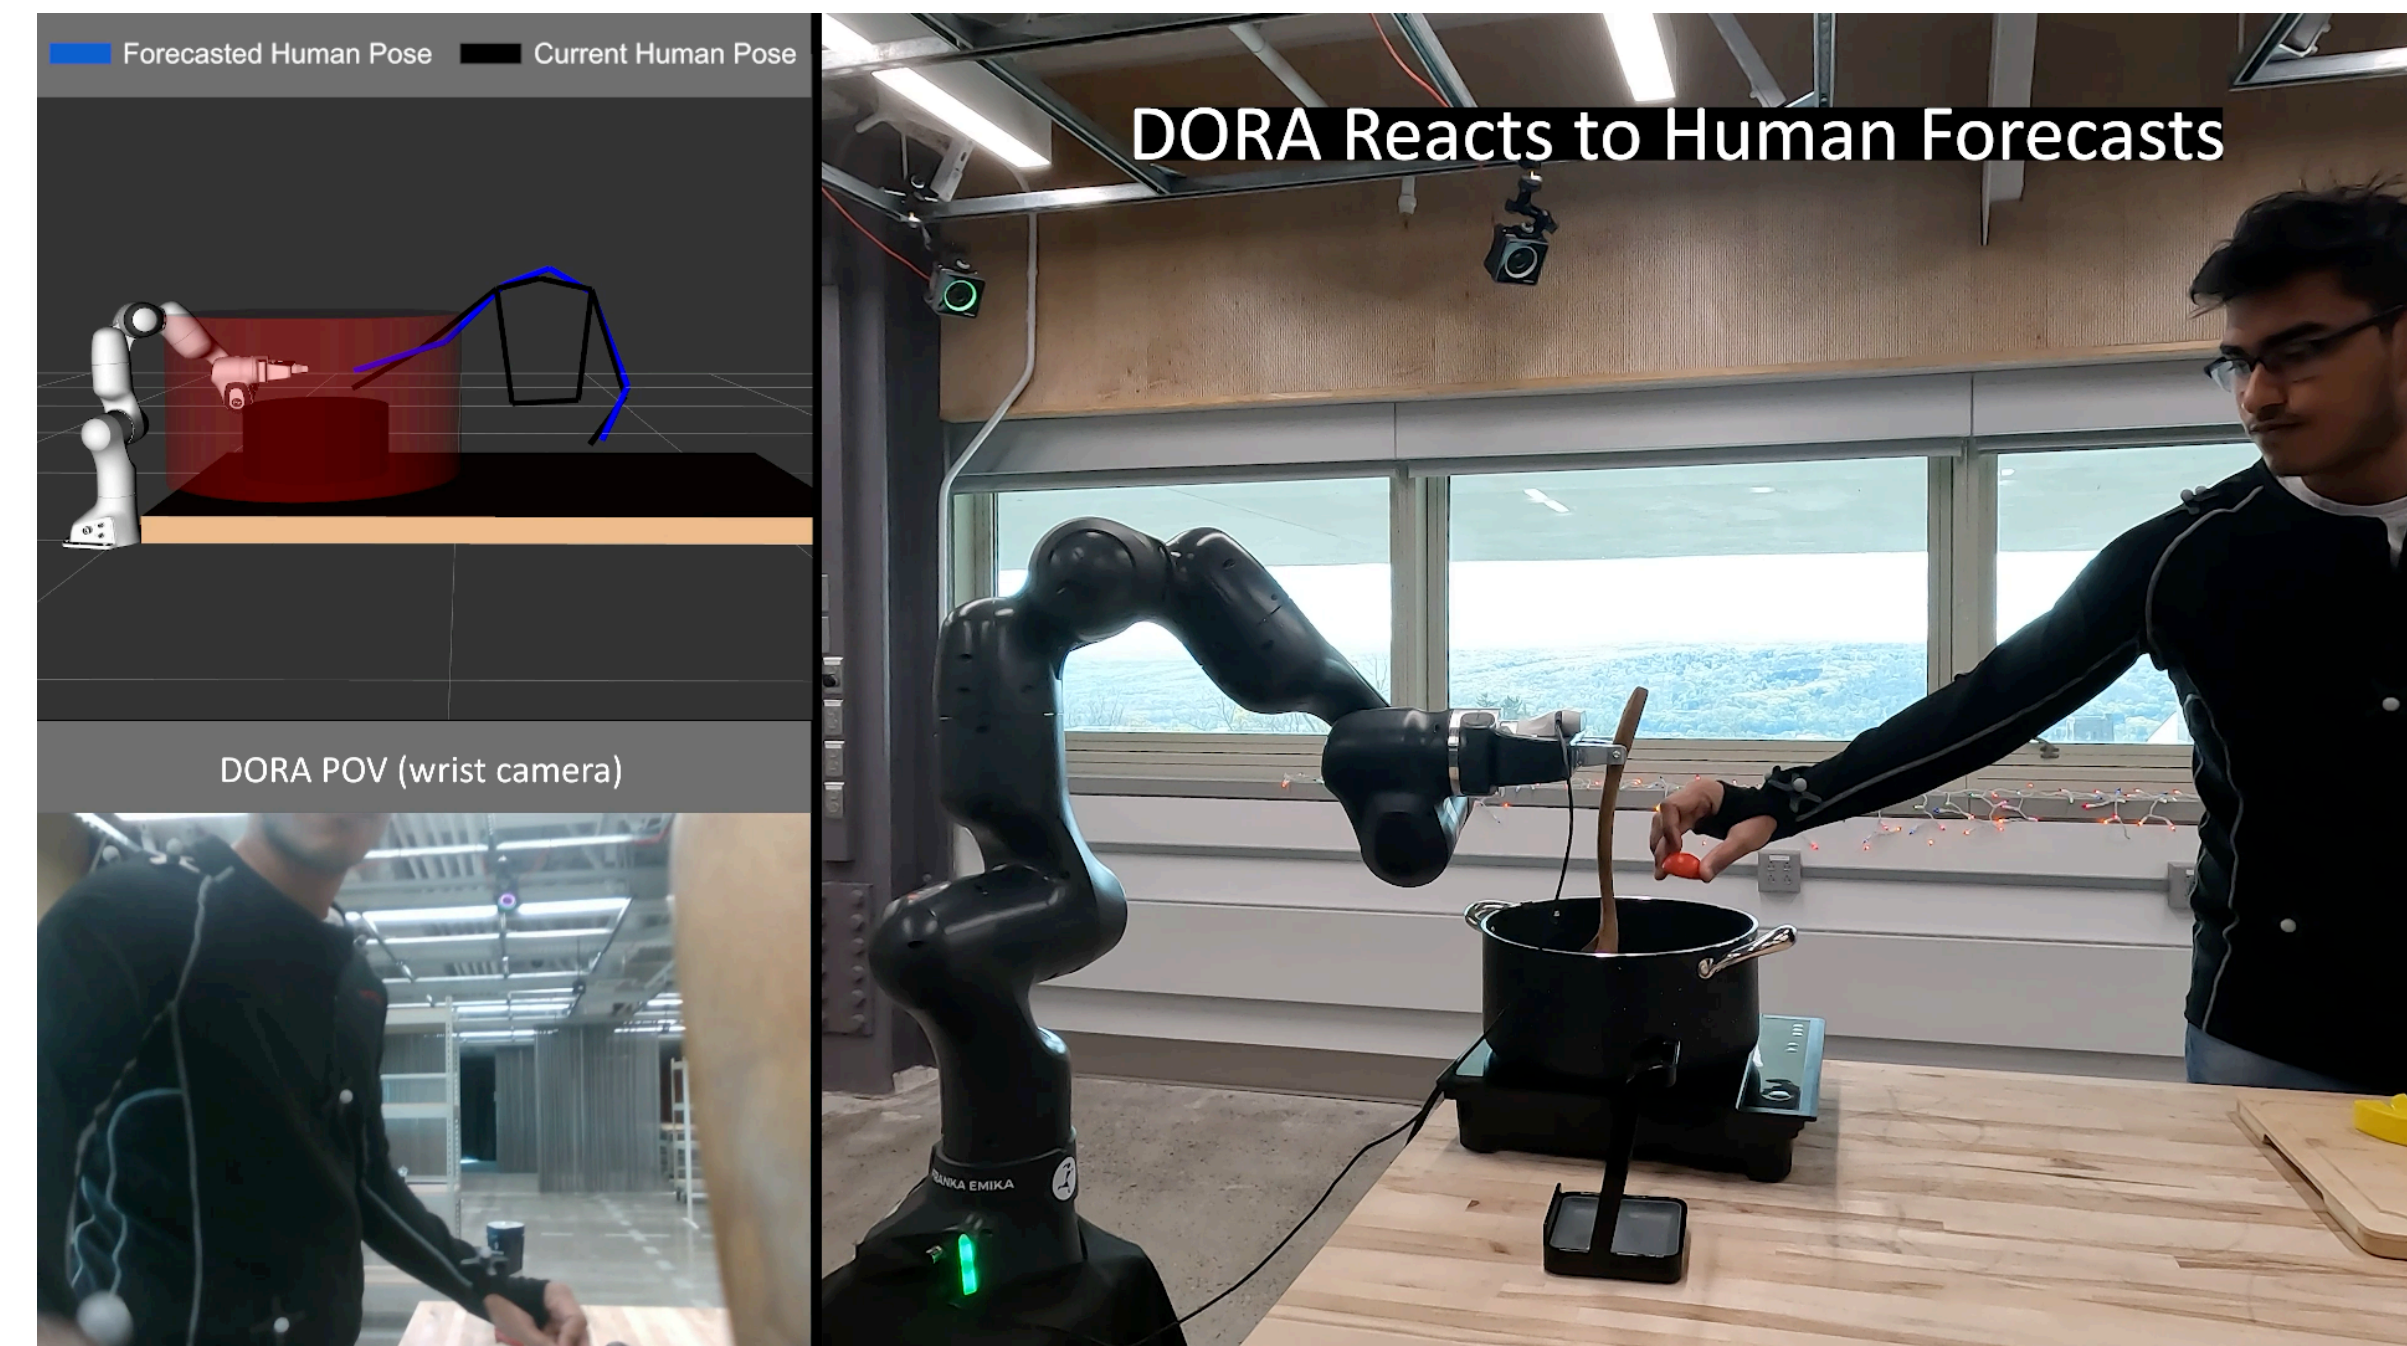 Forecasted Human Pose
Current Human Pose
DORA Reacts to Human Forecasts
DORA POV (wrist camera)
FRANKA EMIKA